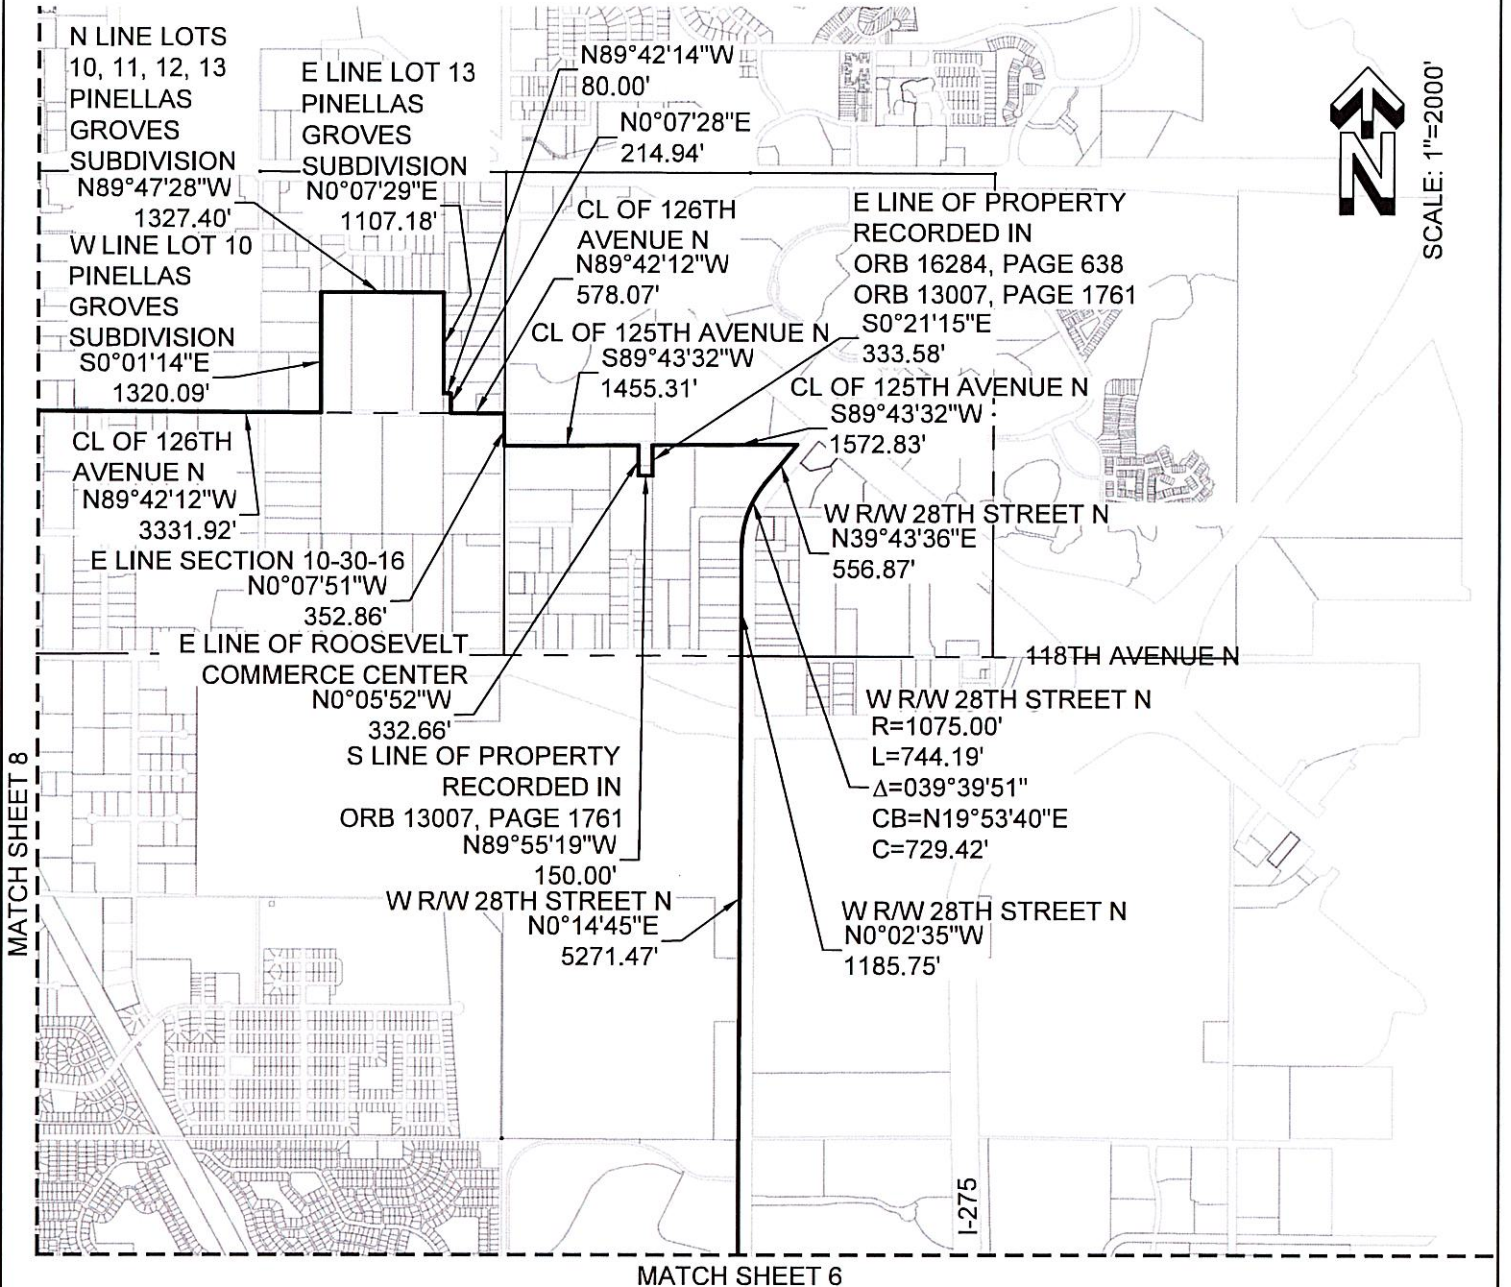 N LINE LOTS
10, 11, 12, 13
PINELLAS
GROVES
SUBDIVISION
N89°47'28"W
1327.40'
E LINE LOT 13
PINELLAS
GROVES
SUBDIVISION
N0°07'29"E
1107.18'
N89°42'14"W
80.00'
N0°07'28"E
214.94'
CL OF 126TH
AVENUE N
N89°42'12"W
578.07'
E LINE OF PROPERTY
RECORDED IN
ORB 16284, PAGE 638
ORB 13007, PAGE 1761
S0°21'15"E
333.58'
N
SCALE: 1"=2000'
W LINE LOT 10
PINELLAS
GROVES
SUBDIVISION
S0°01'14"E
1320.09'
CL OF 125TH AVENUE N
S89°43'32"W
1455.31'
CL OF 125TH AVENUE N
S89°43'32"W
1572.83'
CL OF 126TH
AVENUE N
N89°42'12"W
3331.92'
W R/W 28TH STREET N
N39°43'36"E
556.87'
E LINE SECTION 10-30-16
N0°07'51"W
352.86'
E LINE OF ROOSEVELT
COMMERCE CENTER
N0°05'52"W
332.66'
118TH AVENUE N
W R/W 28TH STREET N
R=1075.00'
L=744.19'
Δ=039°39'51"
CB=N19°53'40"E
C=729.42'
S LINE OF PROPERTY
RECORDED IN
ORB 13007, PAGE 1761
N89°55'19"W
150.00'
W R/W 28TH STREET N
N0°14'45"E
5271.47'
W R/W 28TH STREET N
N0°02'35"W
1185.75'
MATCH SHEET 8
I-275
MATCH SHEET 6